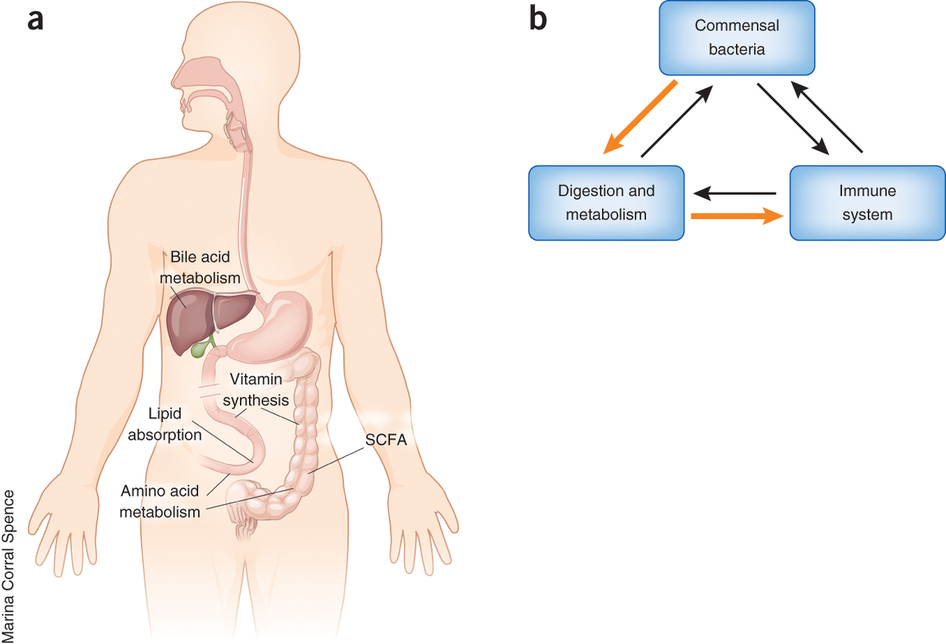 a
Bile acid
metabolism
Vitamin
synthesis
Lipid
absorption
SCFA
Amino acid
metabolism
Marina Corral Spence
b
Commensal
bacteria
Digestion and
metabolism
Immune
system